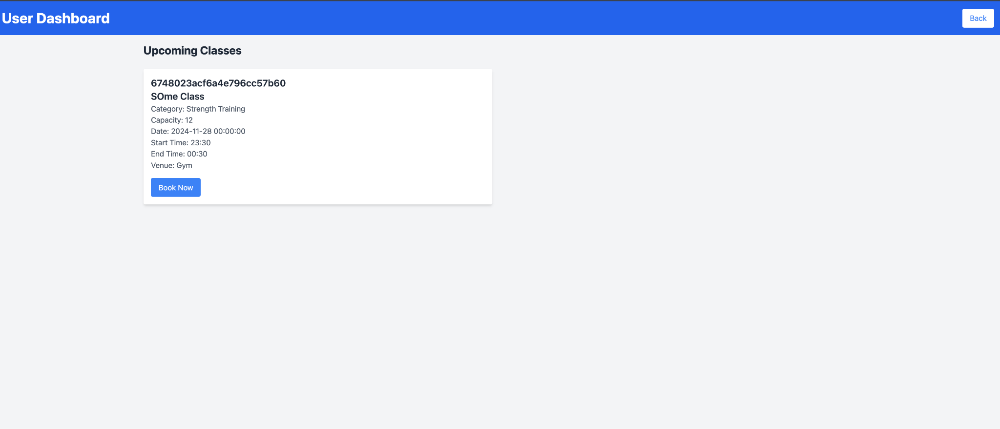 User Dashboard
Back
Upcoming Classes
6748023acf6a4e796cc57b60
SOme Class
Category: Strength Training
Capacity: 12
Date: 2024-11-28 00:00:00
Start Time: 23:30
End Time: 00:30
Venue: Gym
Book Now